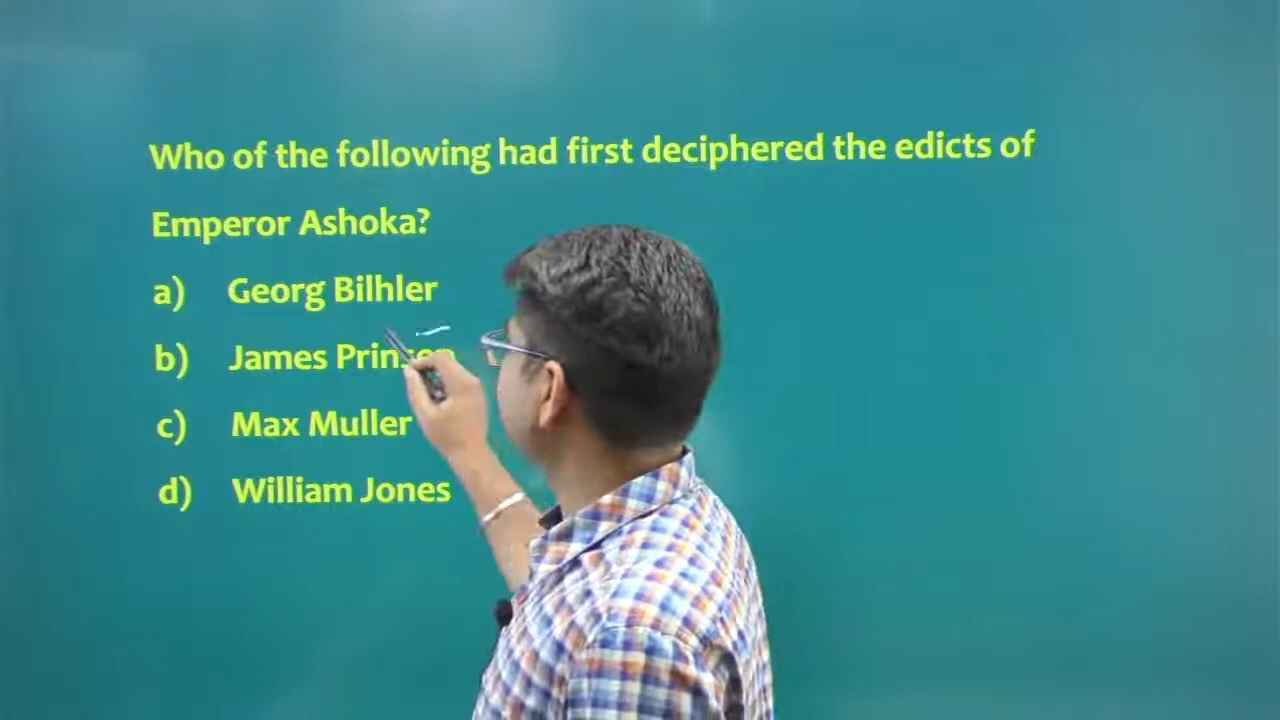 Who of the following had first deciphered the edicts of
Emperor Ashoka?
a) Georg Bilhler
b) James Prinsep
c) Max Muller
d) William Jones